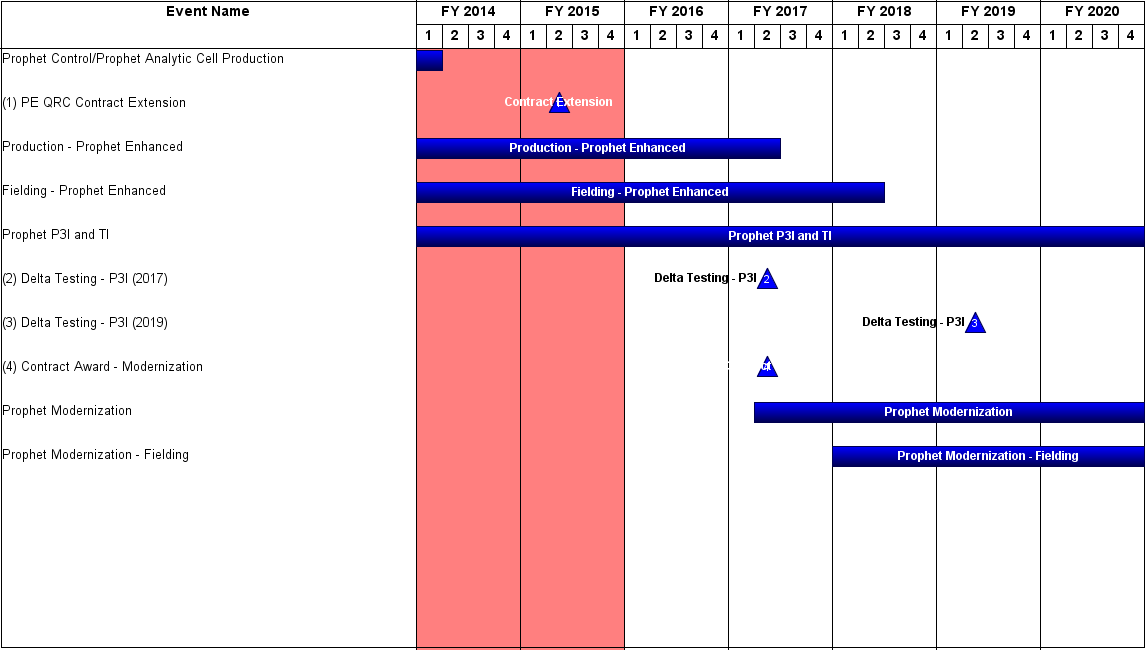 Event Name FY 2014 FY 2015 FY 2016 FY 2017 FY 2018 FY 2019 FY 2020
1 2 3 4 1 2 3 4 1 2 3 4 1 2 3 4 1 2 3 4 1 2 3 4 1 2 3 4
Prophet Control/Prophet Analytic Cell Production
(1) PE QRC Contract Extension Contract Extension
Production - Prophet Enhanced Production - Prophet Enhanced
Fielding - Prophet Enhanced Fielding - Prophet Enhanced
Prophet P3I and TI Prophet P3I and TI
(2) Delta Testing - P3I (2017) Delta Testing - P3I 2
(3) Delta Testing - P3I (2019) Delta Testing - P3I 3
(4) Contract Award - Modernization
Prophet Modernization Prophet Modernization
Prophet Modernization - Fielding Prophet Modernization - Fielding